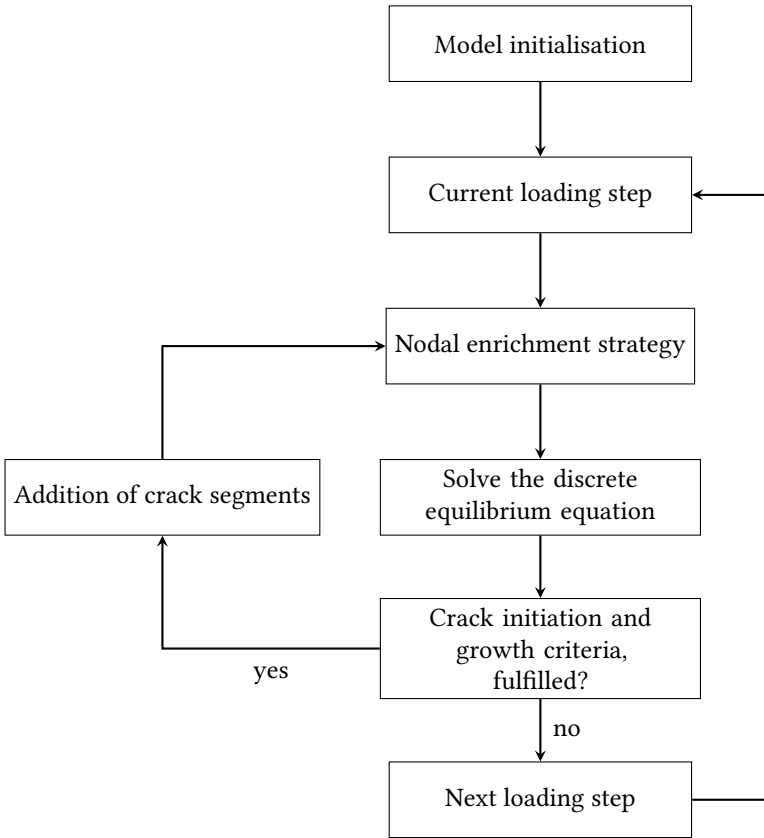 Model initialisation
Current loading step
Nodal enrichment strategy
Addition of crack segments
Solve the discrete
equilibrium equation
Crack initiation and
growth criteria,
fulfilled?
yes
no
Next loading step